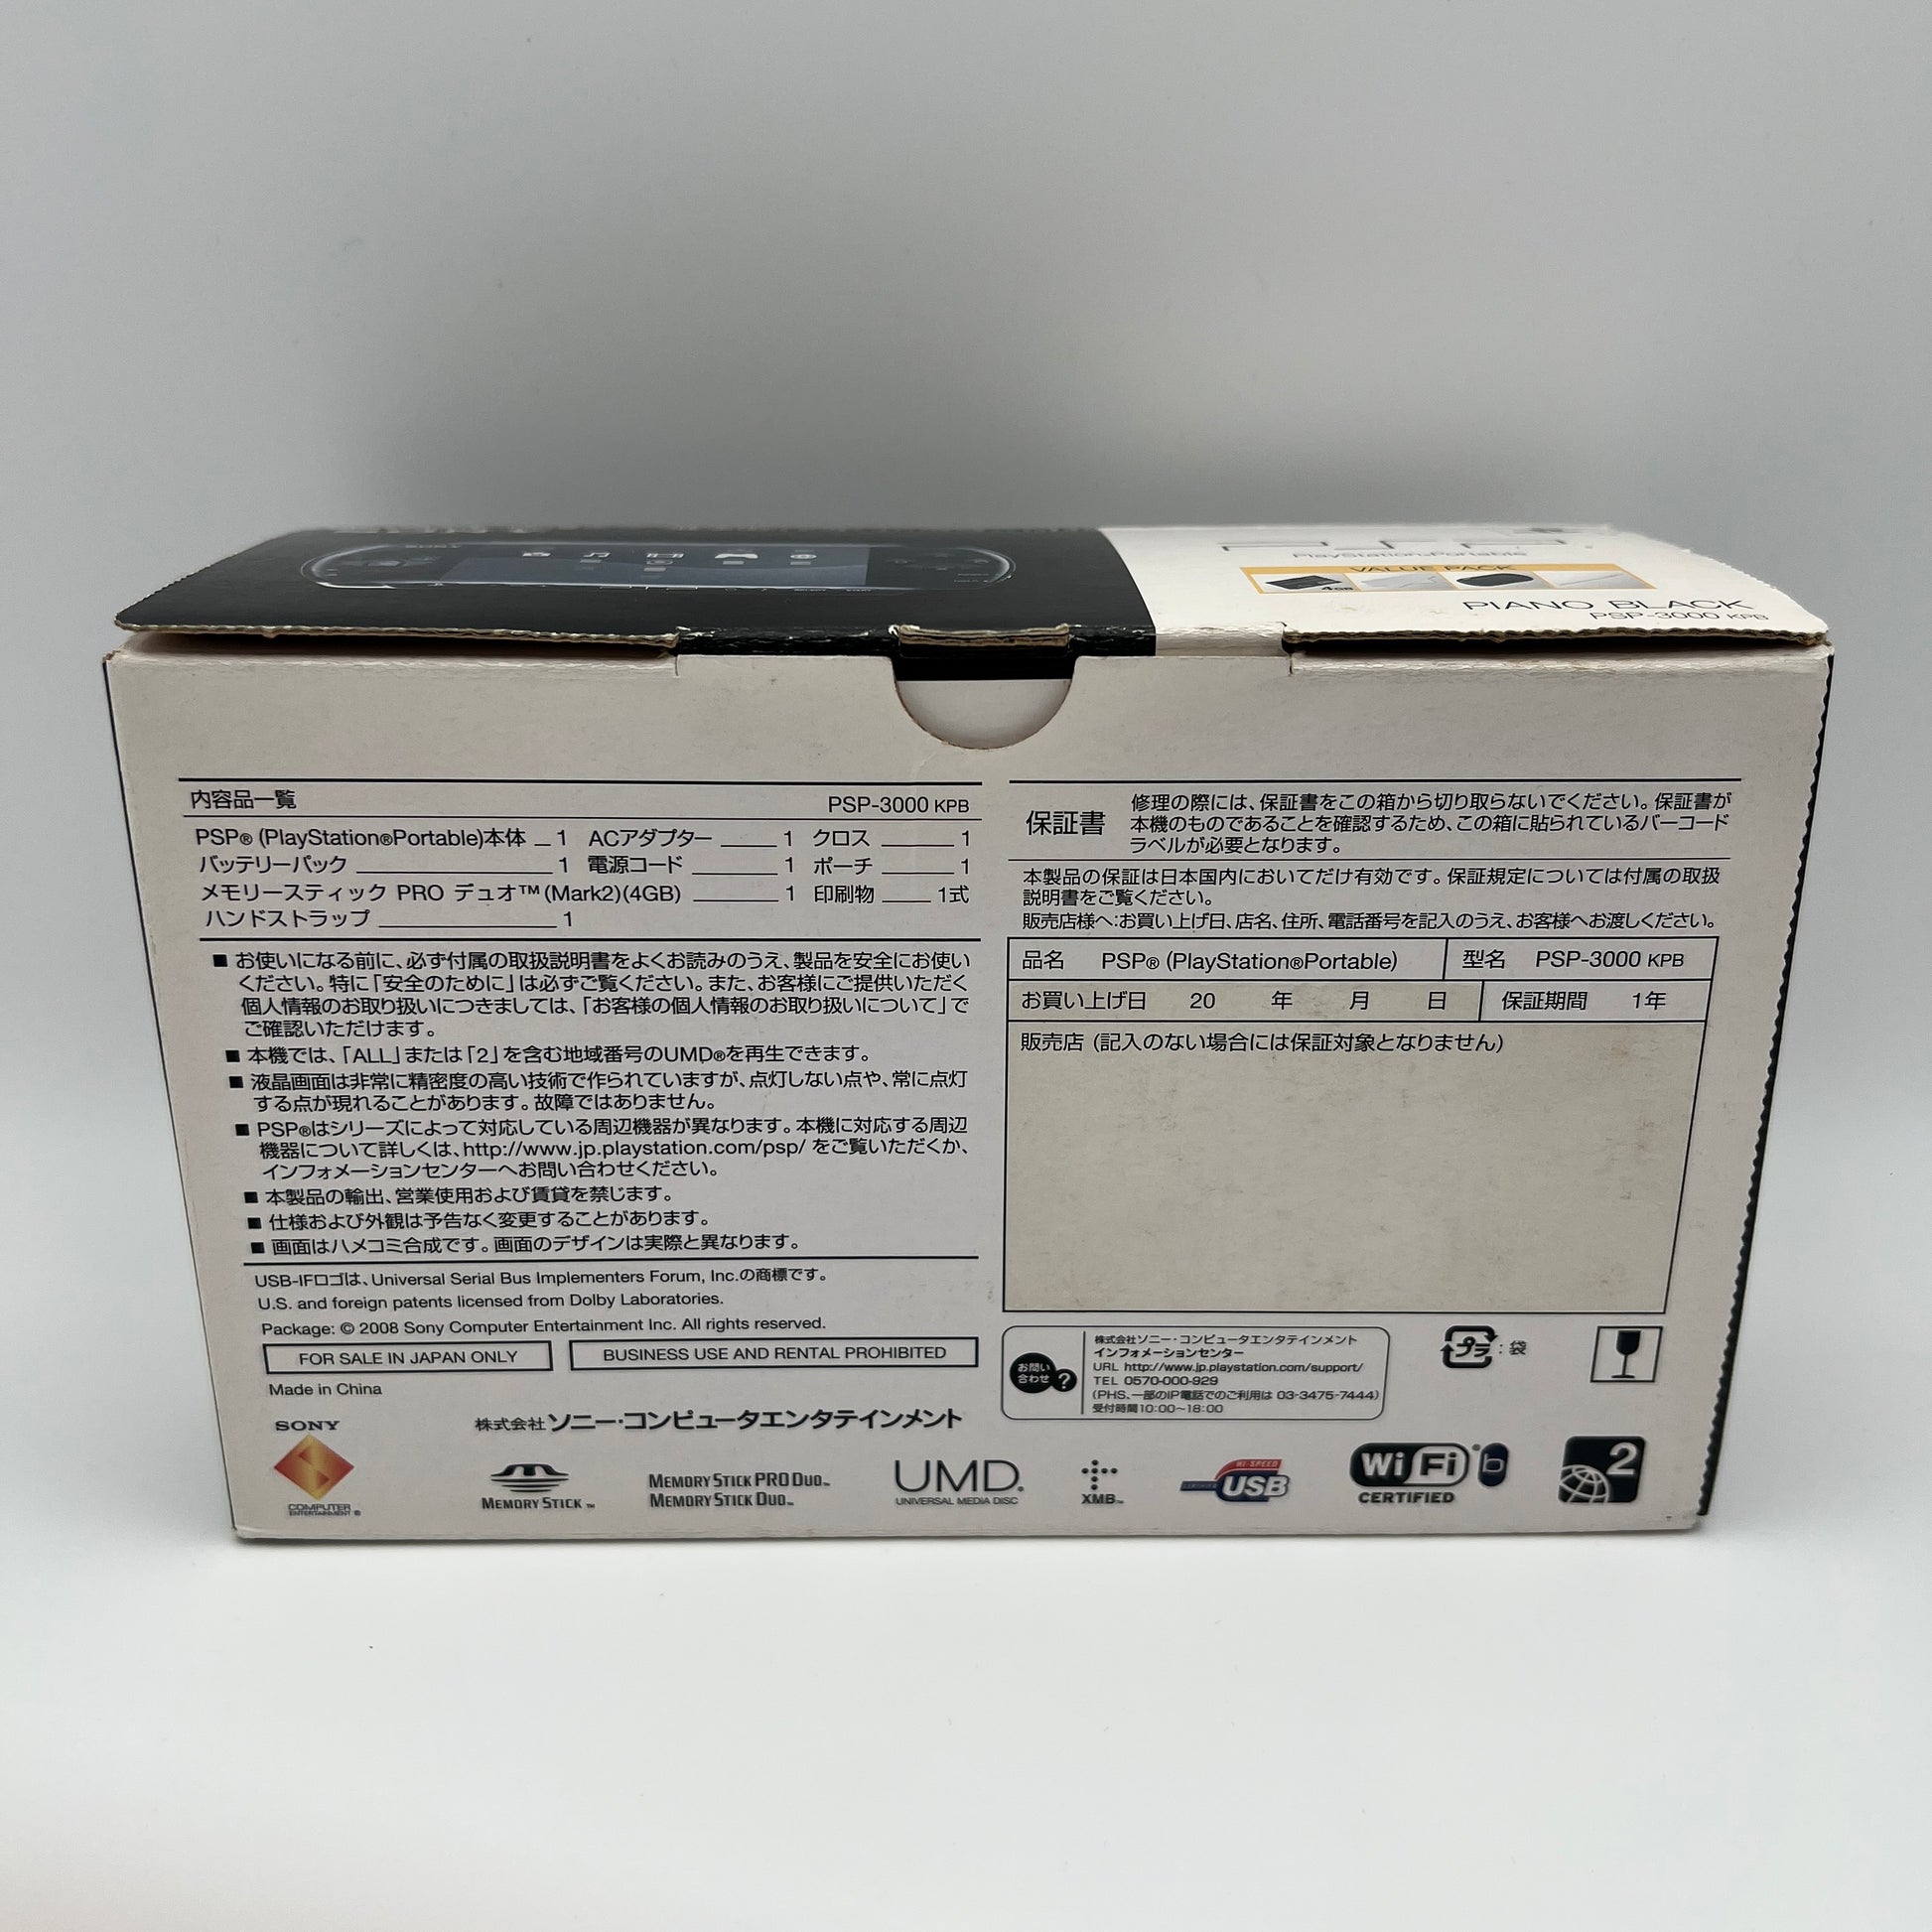 SONY
PlayStation®Portable
VALUE PACK
4GB
PIANO BLACK
PSP-3000 KPB
内容品一覧 PSP-3000 KPB
PSP®(PlayStation®Portable)本体 1 ACアダプター 1 クロス 1
バッテリーパック 1 電源コード 1 ポーチ 1
メモリースティック PRO デュオ™(Mark2)(4GB) 1 印刷物 1式
ハンドストラップ 1
■ お使いになる前に、必ず付属の取扱説明書をよくお読みのうえ、製品を安全にお使い
ください。特に「安全のために」は必ずご覧ください。また、お客様にご提供いただく
個人情報のお取り扱いにつきましては、「お客様の個人情報のお取り扱いについて」で
ご確認いただけます。
■ 本機では、「ALL」または「2」を含む地域番号のUMD®を再生できます。
■ 液晶画面は非常に精密度の高い技術で作られていますが、点灯しない点や、常に点灯
する点が現れることがあります。故障ではありません。
■ PSP®はシリーズによって対応している周辺機器が異なります。本機に対応する周辺
機器について詳しくは、http://www.jp.playstation.com/psp/ をご覧いただくか、
インフォメーションセンターへお問い合わせください。
■ 本製品の輸出、営業使用および賃貸を禁じます。
■ 仕様および外観は予告なく変更することがあります。
■ 画面はハメコミ合成です。画面のデザインは実際と異なります。
USB-IFロゴは、Universal Serial Bus Implementers Forum, Inc.の商標です。
U.S. and foreign patents licensed from Dolby Laboratories.
Package: © 2008 Sony Computer Entertainment Inc. All rights reserved.
FOR SALE IN JAPAN ONLY BUSINESS USE AND RENTAL PROHIBITED
Made in China
保証書
修理の際には、保証書をこの箱から切り取らないでください。保証書が
本機のものであることを確認するため、この箱に貼られているバーコード
ラベルが必要となります。
本製品の保証は日本国内においてだけ有効です。保証規定については付属の取扱
説明書をご覧ください。
販売店様へ:お買い上げ日、店名、住所、電話番号を記入のうえ、お客様へお渡しください。
品名 PSP®(PlayStation®Portable) 型名 PSP-3000 KPB
お買い上げ日 20 年 月 日 保証期間 1年
販売店 (記入のない場合には保証対象となりません)
お問い
合わせ ?
株式会社ソニー・コンピュータエンタテインメント
インフォメーションセンター
URL http://www.jp.playstation.com/support/
TEL 0570-000-929
(PHS、一部のIP電話でのご利用は 03-3475-7444)
受付時間10:00~18:00
プラ : 袋
SONY
COMPUTER
ENTERTAINMENT ®
株式会社ソニー・コンピュータエンタテインメント
MEMORY STICK™
MEMORY STICK PRO DUO™
MEMORY STICK DUO™
UMD®
UNIVERSAL MEDIA DISC
XMB™
HI-SPEED
CERTIFIED USB
Wi Fi ® b
CERTIFIED
2